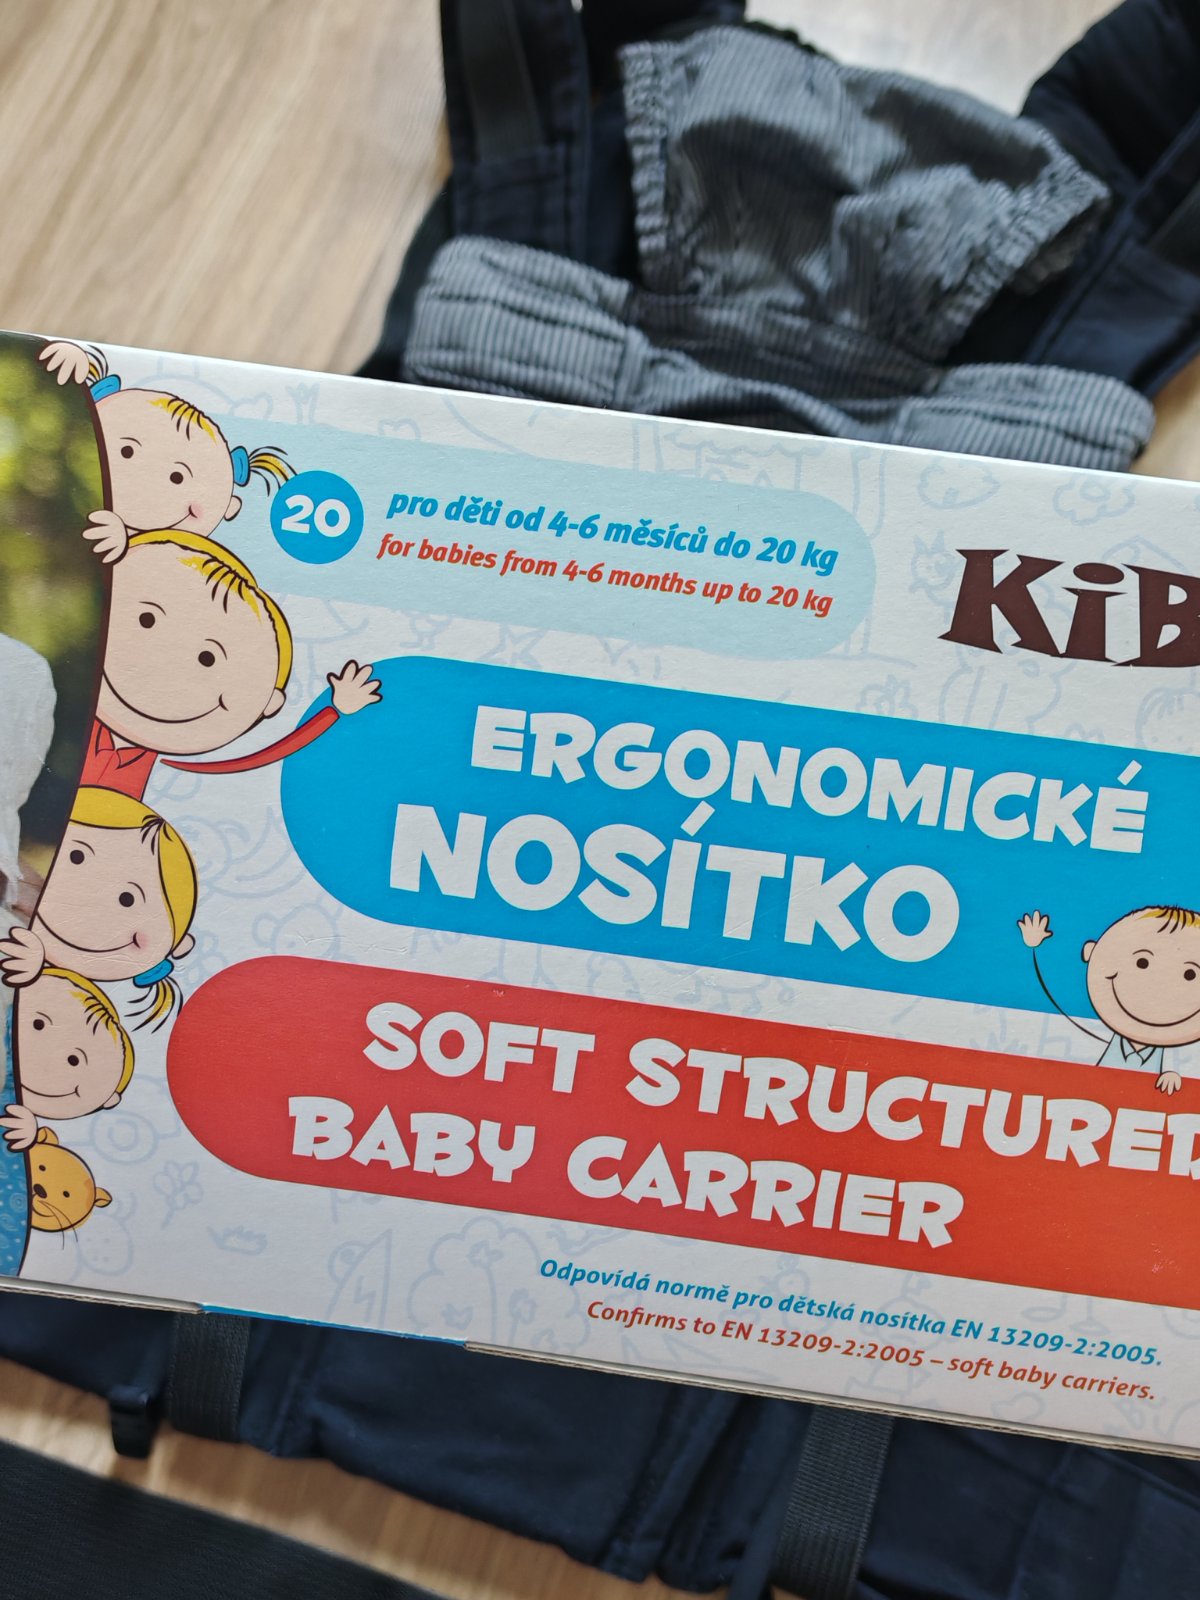 20
pro děti od 4-6 měsíců do 20 kg
for babies from 4-6 months up to 20 kg
KiB
ERGONOMICKÉ
NOSÍTKO
SOFT STRUCTURE
BABY CARRIER
Odpovídá normě pro dětská nosítka EN 13209-2:2005.
Confirms to EN 13209-2:2005 – soft baby carriers.